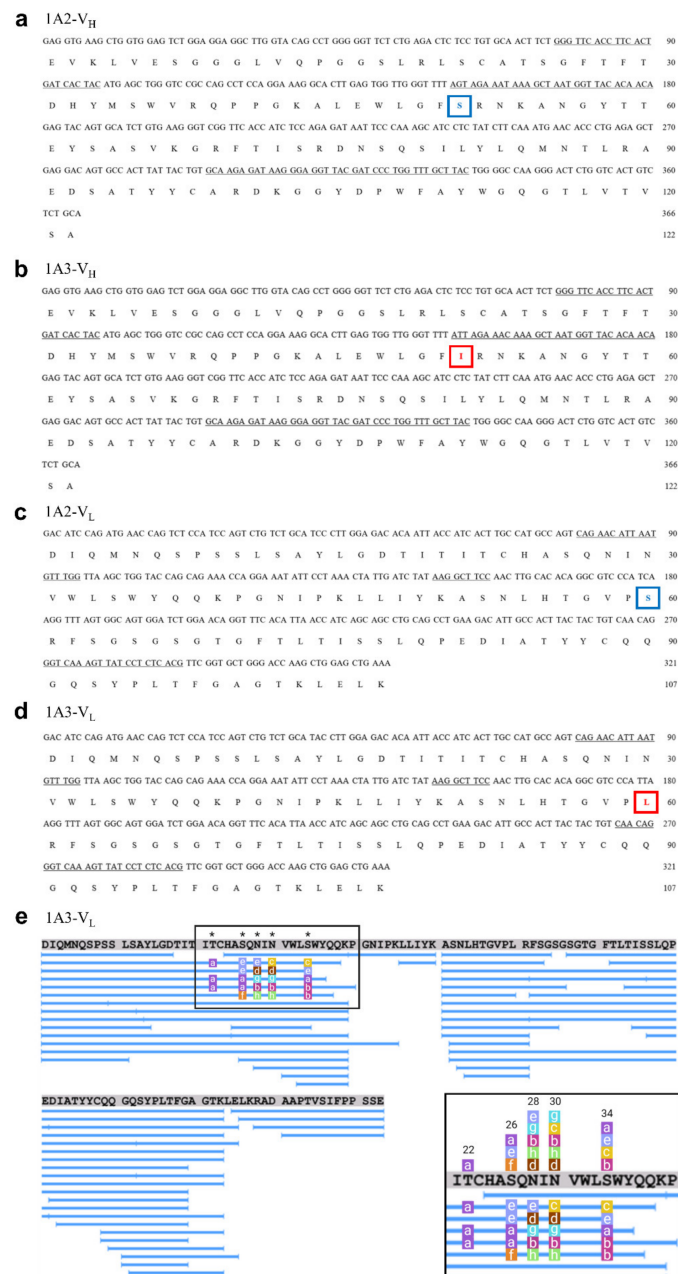 a 1A2-VH
GAG GTG AAG CTG GTG GAG TCT GGA GGA GGC TTG GTA CAG CCT GGG GGT TCT CTG AGA CTC TCC TGT GCA ACT TCT GGG TTC ACC TTC ACT 90
E V K L V E S G G G L V Q P G G S L R L S C A T S G F T F T 30
GAT CAC TAC ATG AGC TGG GTC CGC CAG CCT CCA GGA AAG GCA CTT GAG TGG TTG GGT TTT AGT AGA AAT AAA GCT AAT GGT TAC ACA ACA 180
D H Y M S W V R Q P P G K A L E W L G F S R N K A N G Y T T 60
GAG TAC AGT GCA TCT GTG AAG GGT CGG TTC ACC ATC TCC AGA GAT AAT TCC CAA AGC ATC CTC TAT CTT CAA ATG AAC ACC CTG AGA GCT 270
E Y S A S V K G R F T I S R D N S Q S I L Y L Q M N T L R A 90
GAG GAC AGT GCC ACT TAT TAC TGT GCA AGA GAT AAG GGA GGT TAC GAT CCC TGG TTT GCT TAC TGG GGC CAA GGG ACT CTG GTC ACT GTC 360
E D S A T Y Y C A R D K G G Y D P W F A Y W G Q G T L V T V 120
TCT GCA 366
S A 122
b 1A3-VH
GAG GTG AAG CTG GTG GAG TCT GGA GGA GGC TTG GTA CAG CCT GGG GGT TCT CTG AGA CTC TCC TGT GCA ACT TCT GGG TTC ACC TTC ACT 90
E V K L V E S G G G L V Q P G G S L R L S C A T S G F T F T 30
GAT CAC TAC ATG AGC TGG GTC CGC CAG CCT CCA GGA AAG GCA CTT GAG TGG TTG GGT TTT ATT AGA AAC AAA GCT AAT GGT TAC ACA ACA 180
D H Y M S W V R Q P P G K A L E W L G F I R N K A N G Y T T 60
GAG TAC AGT GCA TCT GTG AAG GGT CGG TTC ACC ATC TCC AGA GAT AAT TCC CAA AGC ATC CTC TAT CTT CAA ATG AAC ACC CTG AGA GCT 270
E Y S A S V K G R F T I S R D N S Q S I L Y L Q M N T L R A 90
GAG GAC AGT GCC ACT TAT TAC TGT GCA AGA GAT AAG GGA GGT TAC GAT CCC TGG TTT GCT TAC TGG GGC CAA GGG ACT CTG GTC ACT GTC 360
E D S A T Y Y C A R D K G G Y D P W F A Y W G Q G T L V T V 120
TCT GCA 366
S A 122
c 1A2-VL
GAC ATC CAG ATG AAC CAG TCT CCA TCC AGT CTG TCT GCA TCC CTT GGA GAC ACA ATT ACC ATC ACT TGC CAT GCC AGT CAG AAC ATT AAT 90
D I Q M N Q S P S S L S A Y L G D T I T I T C H A S Q N I N 30
GTT TGG TTA AGC TGG TAC CAG CAG AAA CCA GGA AAT ATT CCT AAA CTA TTG ATC TAT AAG GCT TCC AAC TTG CAC ACA GGC GTC CCA TCA 180
V W L S W Y Q Q K P G N I P K L L I Y K A S N L H T G V P S 60
AGG TTT AGT GGC AGT GGA TCT GGA ACA GGT TTC ACA TTA ACC ATC AGC AGC CTG CAG CCT GAA GAC ATT GCC ACT TAC TAC TGT CAA CAG 270
R F S G S G S G T G F T L T I S S L Q P E D I A T Y Y C Q Q 90
GGT CAA AGT TAT CCT CTC ACG TTC GGT GCT GGG ACC AAG CTG GAG CTG AAA 321
G Q S Y P L T F G A G T K L E L K 107
d 1A3-VL
GAC ATC CAG ATG AAC CAG TCT CCA TCC AGT CTG TCT GCA TAC CTT GGA GAC ACA ATT ACC ATC ACT TGC CAT GCC AGT CAG AAC ATT AAT 90
D I Q M N Q S P S S L S A Y L G D T I T I T C H A S Q N I N 30
GTT TGG TTA AGC TGG TAC CAG CAG AAA CCA GGA AAT ATT CCT AAA CTA TTG ATC TAT AAG GCT TCC AAC TTG CAC ACA GGC GTC CCA TTA 180
V W L S W Y Q Q K P G N I P K L L I Y K A S N L H T G V P L 60
AGG TTT AGT GGC AGT GGA TCT GGA ACA GGT TTC ACA TTA ACC ATC AGC AGC CTG CAG CCT GAA GAC ATT GCC ACT TAC TAC TGT CAA CAG 270
R F S G S G S G T G F T L T I S S L Q P E D I A T Y Y C Q Q 90
GGT CAA AGT TAT CCT CTC ACG TTC GGT GCT GGG ACC AAG CTG GAG CTG AAA 321
G Q S Y P L T F G A G T K L E L K 107
e 1A3-VL
* * * * *
DIQMNQSPSS LSAYLGDTIT ITCHASQNIN VWLSWYQQKP GNIPKLLIYK ASNLHTGVPL RFSGSGSGTG FTLTISSLQP
a e e c c
e d d e
a a g g a
a a b b b
f h h b
EDIATYYCQQ GQSYPLTFGA GTKLELKRAD AAPTVSIFPP SSE
28 30
e g
26 g c 34 a
a b b e
22 e h h c
a f d d b
ITCHASQNIN VWLSWYQQKP
a e e c c
e d d e
a a g g a
a a b b b
f h h b